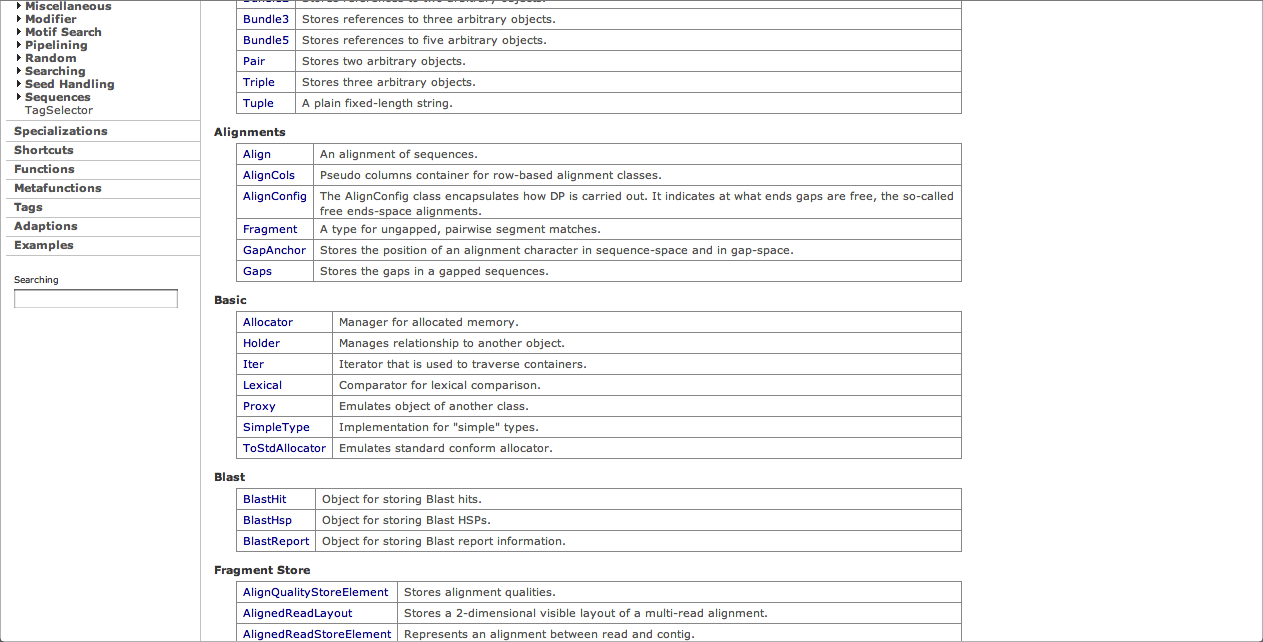 Miscellaneous
Modifier
Motif Search
Pipelining
Random
Searching
Seed Handling
Sequences
TagSelector
Specializations
Shortcuts
Functions
Metafunctions
Tags
Adaptions
Examples
Searching
Bundle3 Stores references to three arbitrary objects.
Bundle5 Stores references to five arbitrary objects.
Pair Stores two arbitrary objects.
Triple Stores three arbitrary objects.
Tuple A plain fixed-length string.
Alignments
Align An alignment of sequences.
AlignCols Pseudo columns container for row-based alignment classes.
AlignConfig The AlignConfig class encapsulates how DP is carried out. It indicates at what ends gaps are free, the so-called
free ends-space alignments.
Fragment A type for ungapped, pairwise segment matches.
GapAnchor Stores the position of an alignment character in sequence-space and in gap-space.
Gaps Stores the gaps in a gapped sequences.
Basic
Allocator Manager for allocated memory.
Holder Manages relationship to another object.
Iter Iterator that is used to traverse containers.
Lexical Comparator for lexical comparison.
Proxy Emulates object of another class.
SimpleType Implementation for "simple" types.
ToStdAllocator Emulates standard conform allocator.
Blast
BlastHit Object for storing Blast hits.
BlastHsp Object for storing Blast HSPs.
BlastReport Object for storing Blast report information.
Fragment Store
AlignQualityStoreElement Stores alignment qualities.
AlignedReadLayout Stores a 2-dimensional visible layout of a multi-read alignment.
AlignedReadStoreElement Represents an alignment between read and contig.